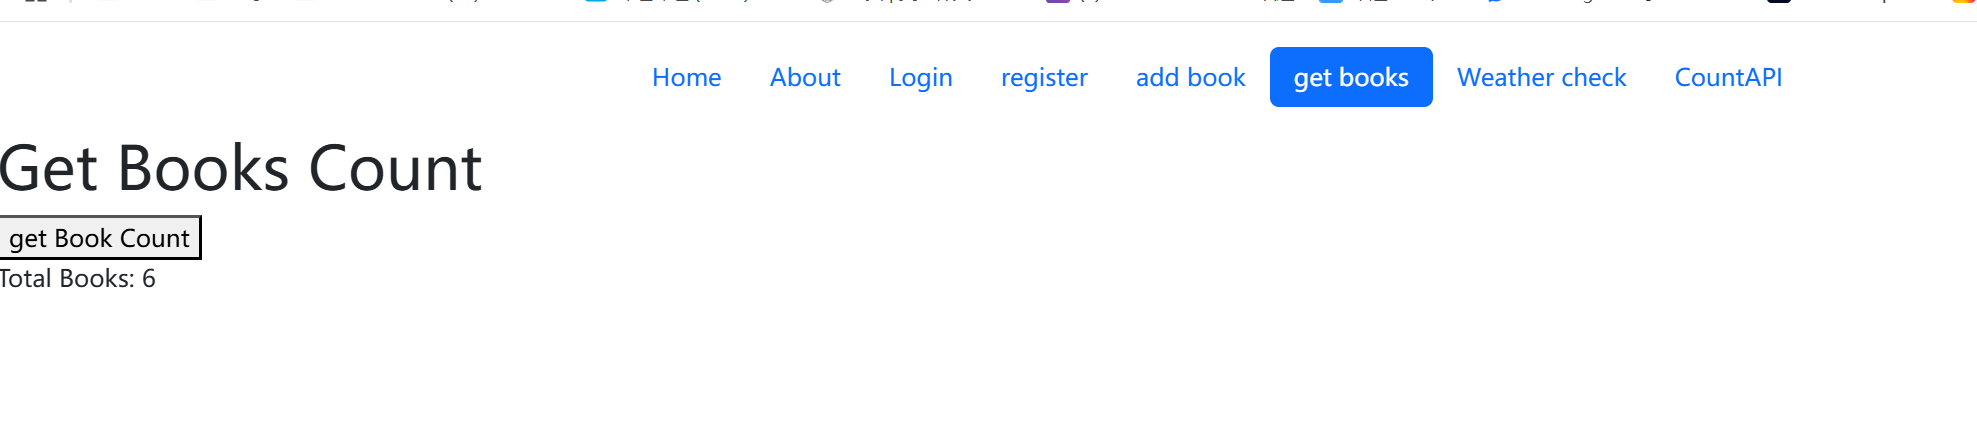 Home About Login register add book get books Weather check CountAPI
Get Books Count
get Book Count
Total Books: 6